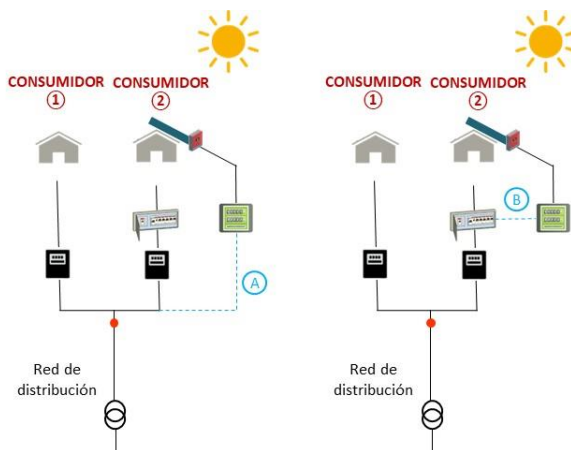 CONSUMIDOR CONSUMIDOR
1 2
A
Red de
distribución
CONSUMIDOR CONSUMIDOR
1 2
B
Red de
distribución